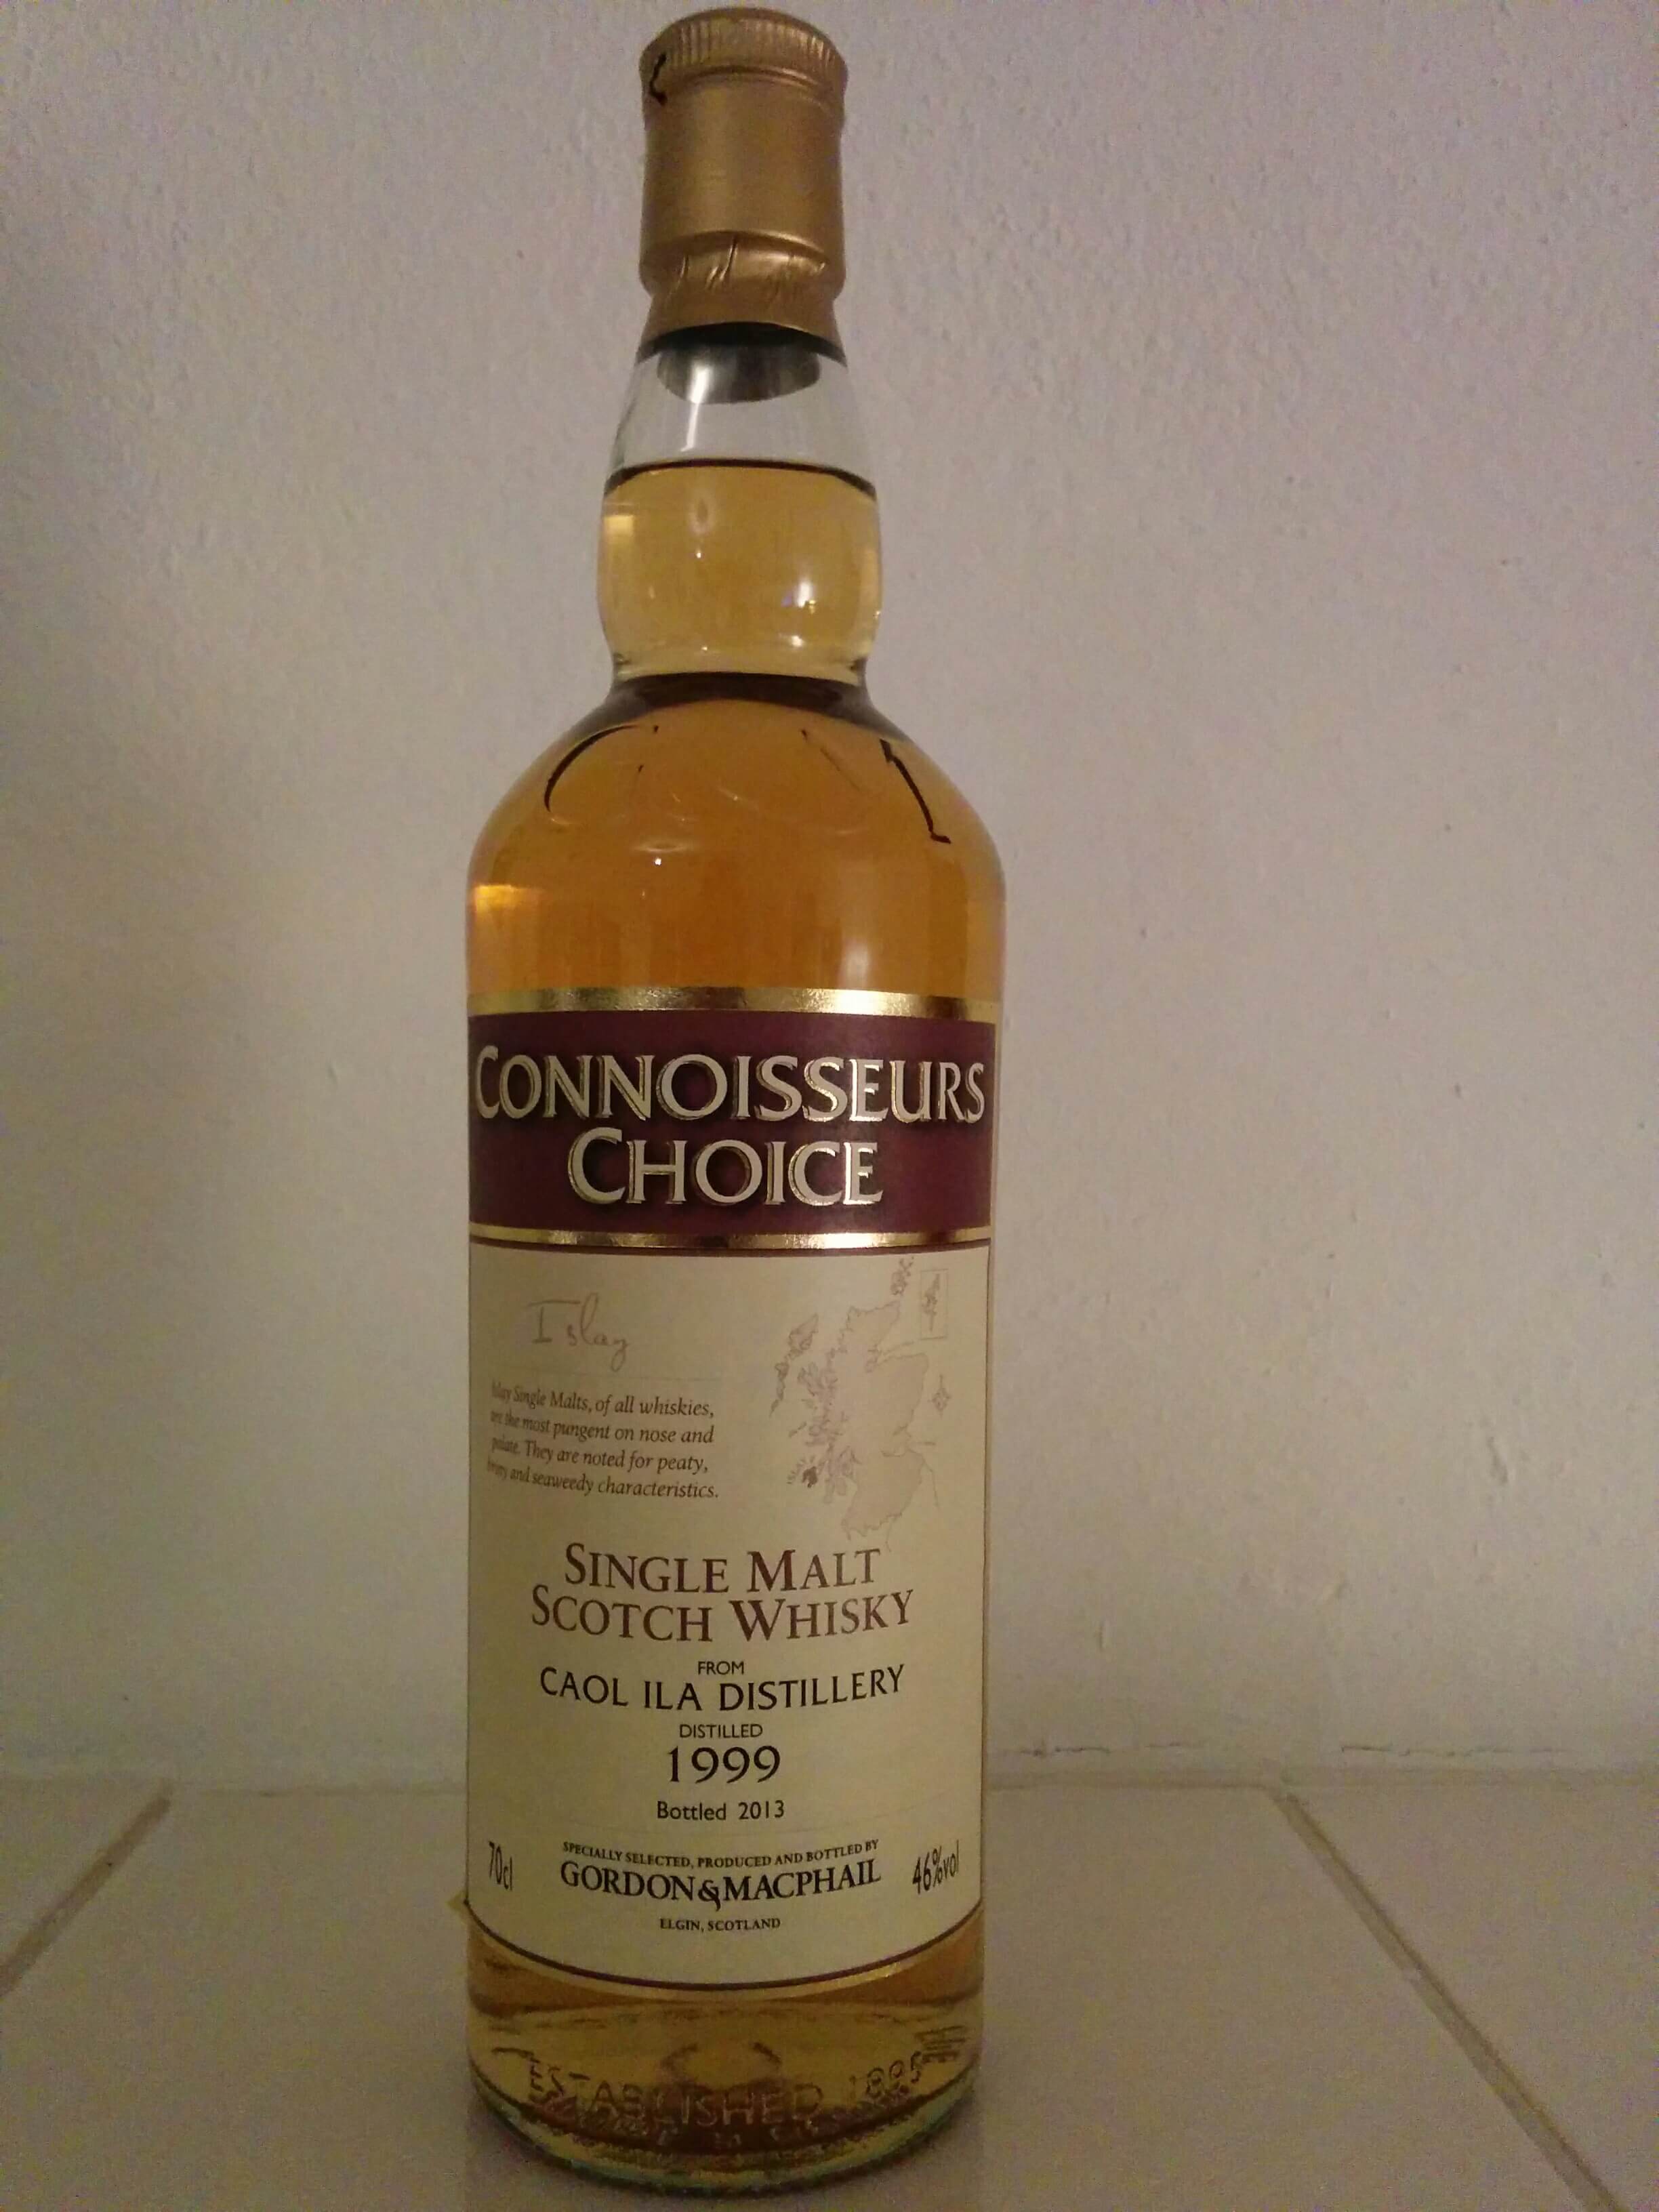 CONNOISSEURS
CHOICE
Islay
Islay Single Malts, of all whiskies,
are the most pungent on nose and
palate. They are noted for peaty,
and seaweedy characteristics.
SINGLE MALT
SCOTCH WHISKY
FROM
CAOL ILA DISTILLERY
DISTILLED
1999
Bottled 2013
70cl
SPECIALLY SELECTED, PRODUCED AND BOTTLED BY
GORDON & MACPHAIL
46%vol
ELGIN, SCOTLAND
ESTABLISHED 1895